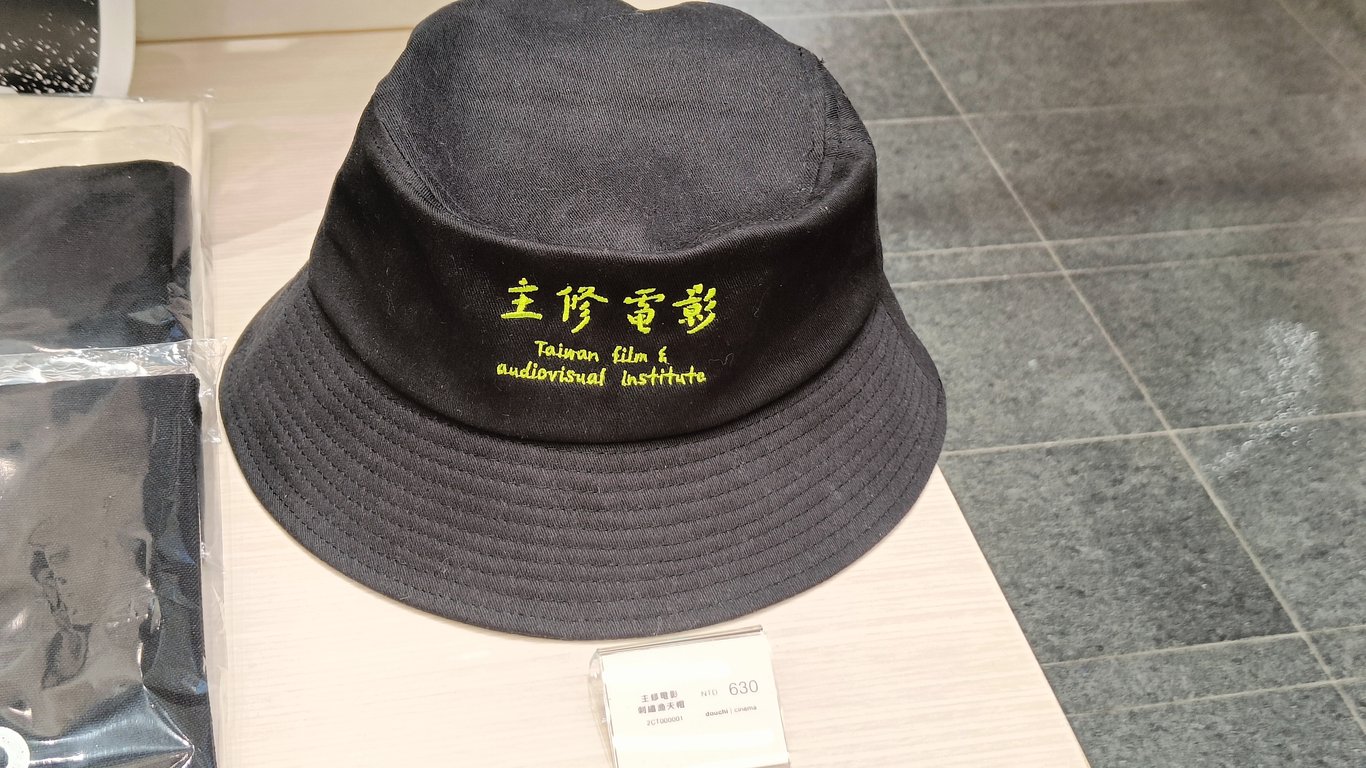 主修電影
Taiwan film &
audiovisual institute
主修電影
刺繡漁夫帽
2C1000001
NTD 630
douchi | cinema